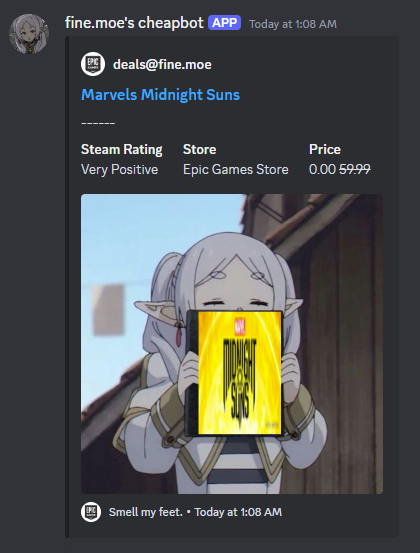 fine.moe's cheapbot APP Today at 1:08 AM
EPIC GAMES deals@fine.moe
Marvels Midnight Suns
------
Steam Rating Store Price
Very Positive Epic Games Store 0.00 59.99
MIDNIGHT
SUNS
EPIC GAMES Smell my feet. • Today at 1:08 AM